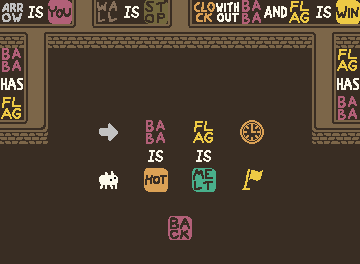 ARROW IS YOU WALL IS STOP CLOCK WITHOUT BABA AND FLAG IS WIN
BABA HAS FLAG
BABA HAS FLAG
BABA IS HOT
FLAG IS MELT
BACK